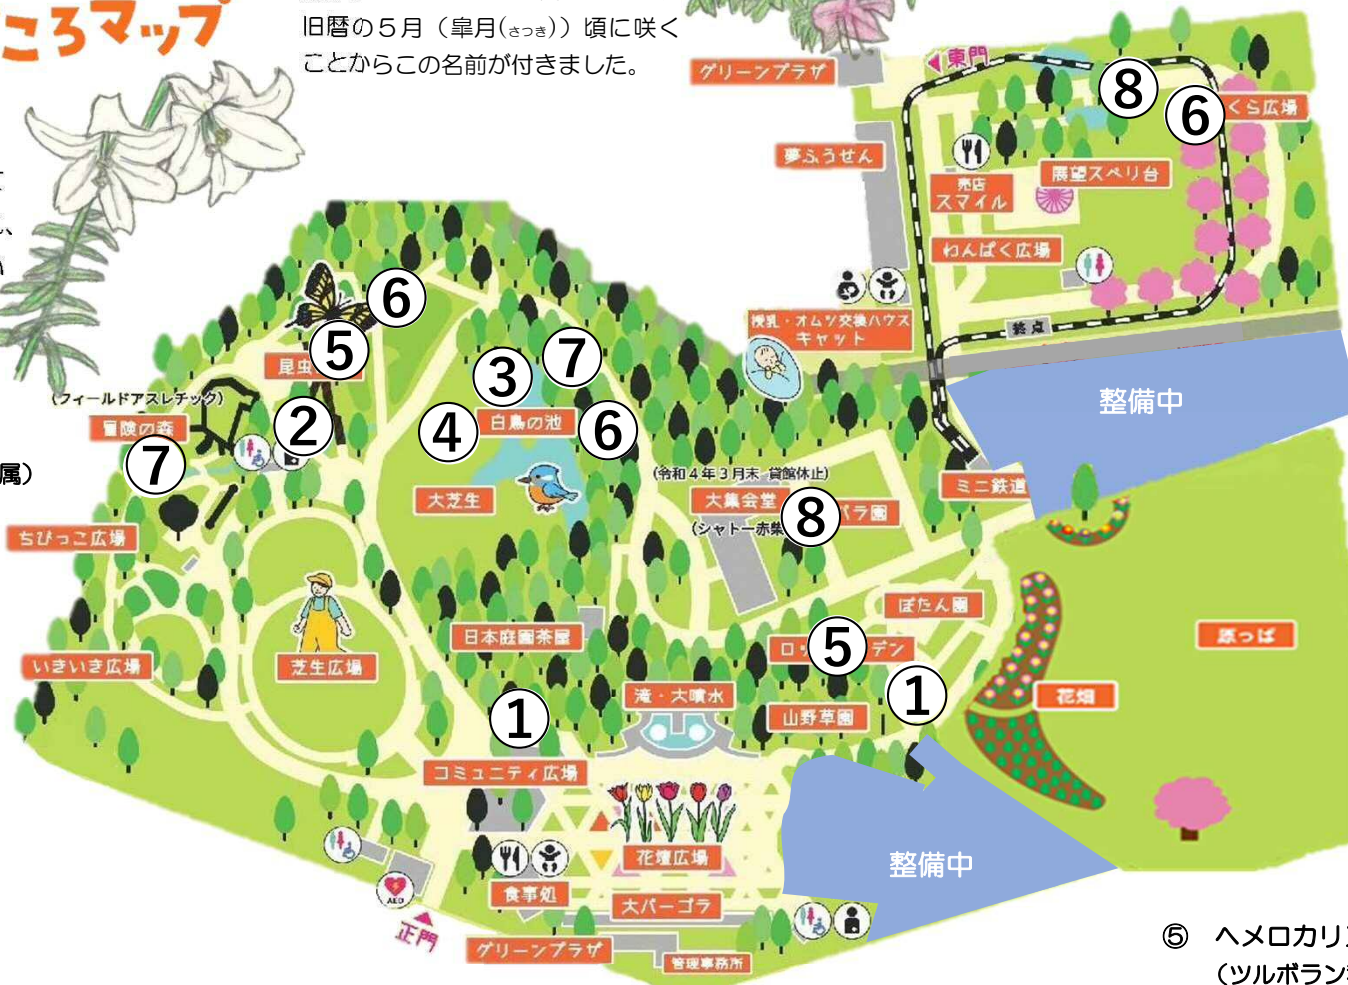 ころマップ
旧暦の5月（皐月(さつき)）頃に咲く
ことからこの名前が付きました。
グリーンプラザ
東門
⑧
⑥
くら広場
夢ふうせん
売店
スマイル
展望スベリ台
わんぱく広場
授乳・オムツ交換ハウス
キャット
終点
整備中
⑥
⑤
昆虫
③
⑦
(フィールドアスレチック)
冒険の森
②
④
白鳥の池
⑥
⑦
属）
(令和4年3月末 貸館休止)
大芝生
大集会堂
⑧
バラ園
ミニ鉄道
(シャトー赤柴
ちびっこ広場
ぼたん園
日本庭園茶屋
⑤
デン
原っぱ
いきいき広場
芝生広場
滝・大噴水
①
花畑
①
山野草園
コミュニティ広場
花壇広場
整備中
食事処
AED
大パーゴラ
正門
グリーンプラザ
管理事務所
⑤ ヘメロカリ
（ツルボラン